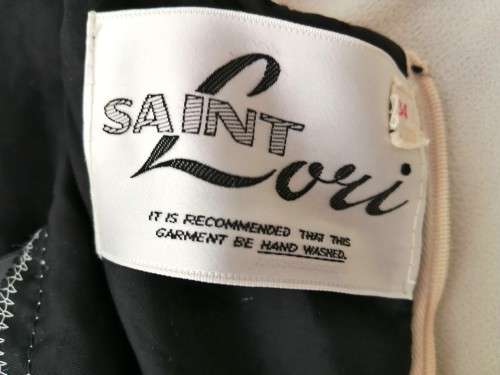 SAINT
Lori
IT IS RECOMMENDED THAT THIS
GARMENT BE HAND WASHED.